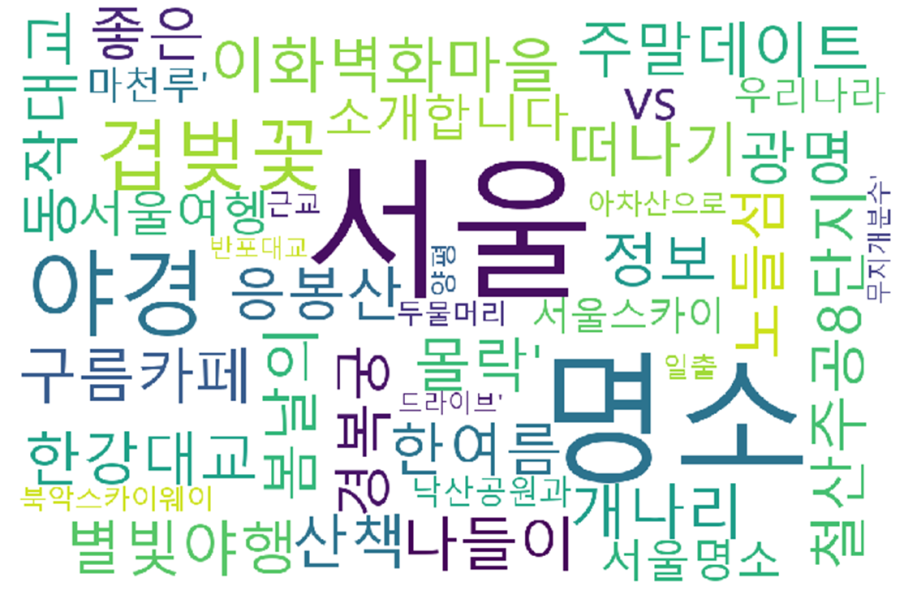 좋은
이화벽화마을
주말데이트
마천루'
소개합니다
VS
우리나라
동작대교
겹벚꽃
떠나기
광명
서울여행
근교
서울
아차산으로
노들섬
무지개분수'
반포대교
양평
정보
야경
응봉산
두물머리
서울스카이
철산주공8단지
구름카페
봄날의
경복궁
몰락'
명소
일출
드라이브'
한강대교
한여름
북악스카이웨이
낙산공원과
개나리
별빛야행
산책
나들이
서울명소